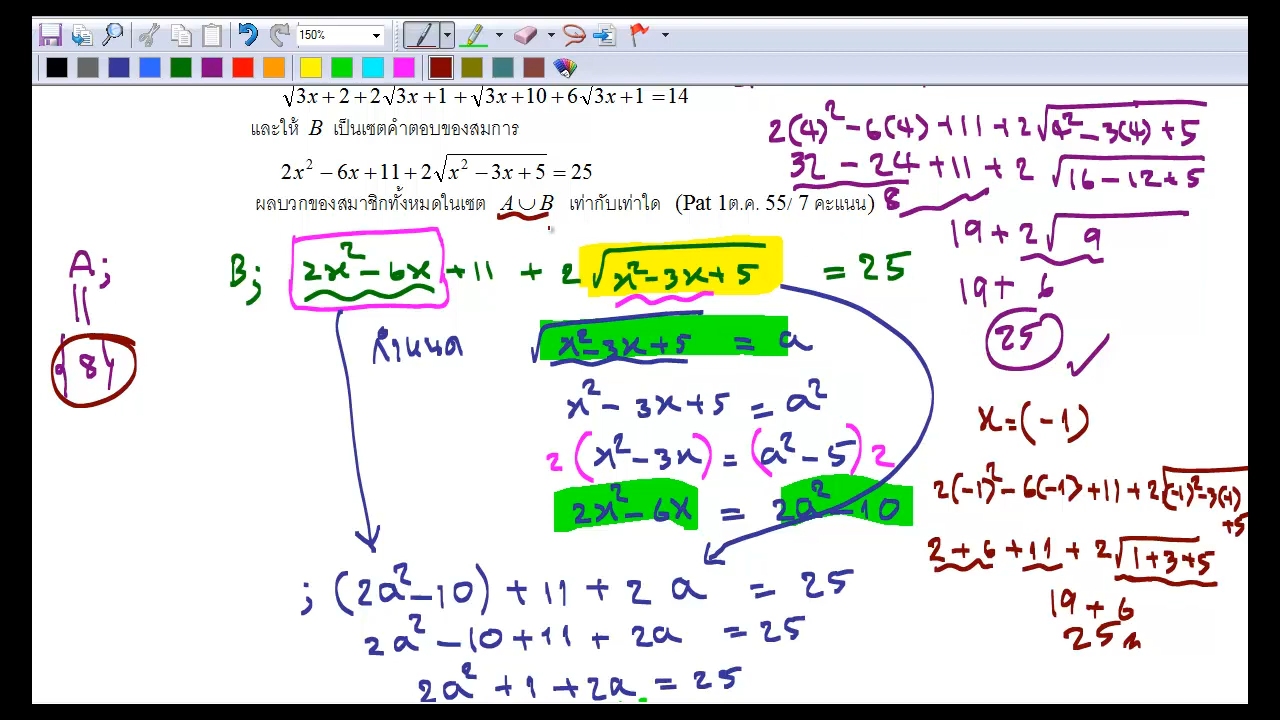 150%
√3x+2+2√3x+1 + √3x+10+6√3x+1 = 14
และให้ B เป็นเซตคำตอบของสมการ
2x² − 6x + 11 + 2√x² − 3x + 5 = 25
ผลบวกของสมาชิกทั้งหมดในเซต A ∪ B เท่ากับเท่าใด (Pat 1ต.ค. 55/ 7 คะแนน)
A;
B; 2x² − 6x + 11 + 2√x² − 3x + 5 = 25
กำหนด √x² − 3x + 5 = a
x² − 3x + 5 = a²
2(x² − 3x) = (a² − 5)2
2x² − 6x = 2a² − 10
; (2a² − 10) + 11 + 2a = 25
2a² − 10 + 11 + 2a = 25
2a² + 1 + 2a = 25
2(4)² − 6(4) + 11 + 2√4² − 3(4) + 5
32 − 24 + 11 + 2√16 − 12 + 5
8
19 + 2√9
19 + 6
25 ✓
x = (−1)
2(−1)² − 6(−1) + 11 + 2√(−1)² − 3(−1)
+5
2 + 6 + 11 + 2√1 + 3 + 5
19 + 6
25